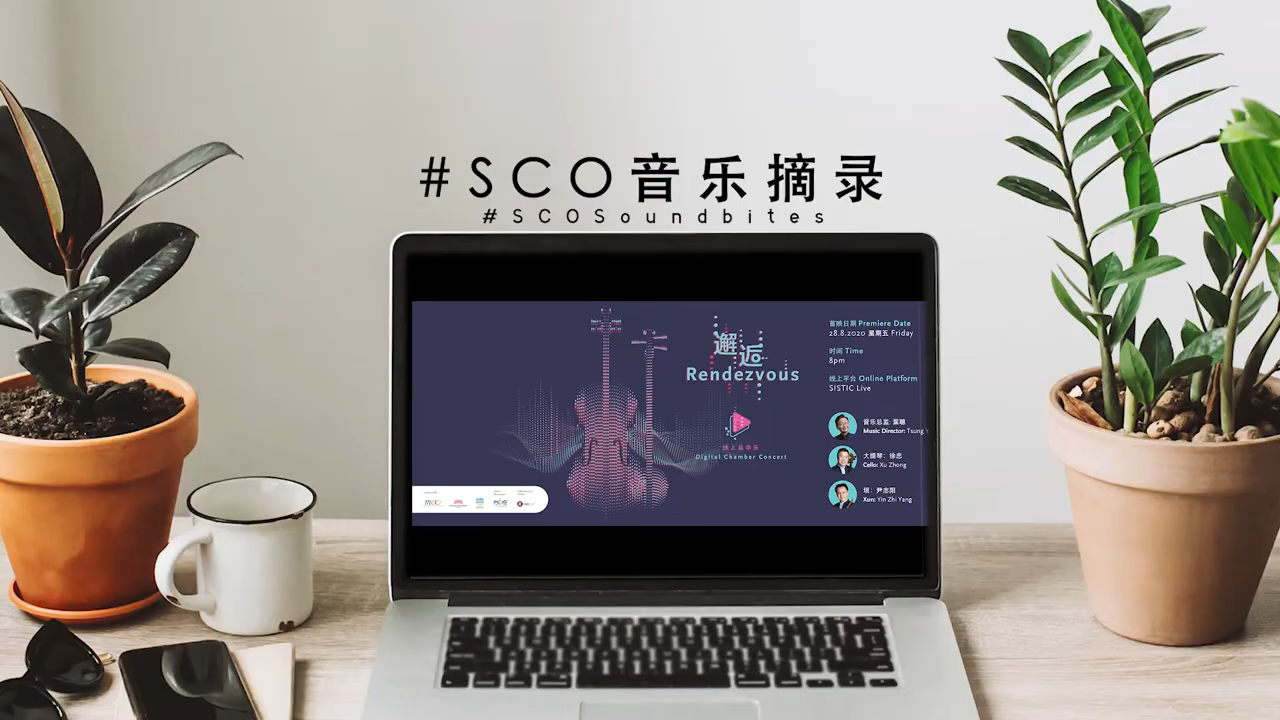 #SCO音乐摘录
#SCOSoundbites
邂逅
Rendezvous
线上音乐会
Digital Chamber Concert
首映日期 Premiere Date
28.8.2020 星期五 Friday
时间 Time
8pm
线上平台 Online Platform
SISTIC Live
音乐总监: 葉聰
Music Director: Tsung Y
大提琴: 徐忠
Cello: Xu Zhong
埙: 尹志阳
Xun: Yin Zhi Yang